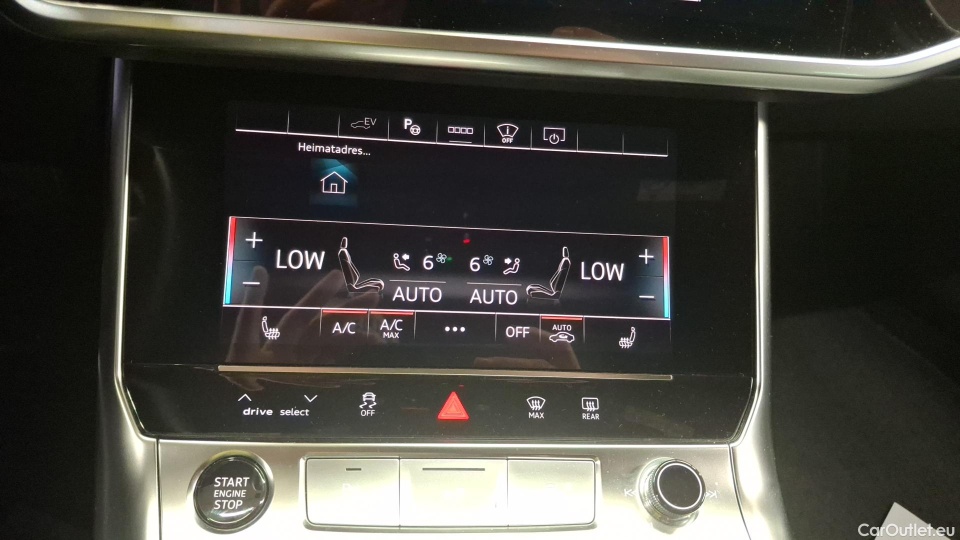 EV P OFF
Heimatadres...
LOW 6 6 LOW
AUTO AUTO
A/C A/C MAX ... OFF AUTO
drive select OFF MAX REAR
START
ENGINE
STOP
CarOutlet.eu